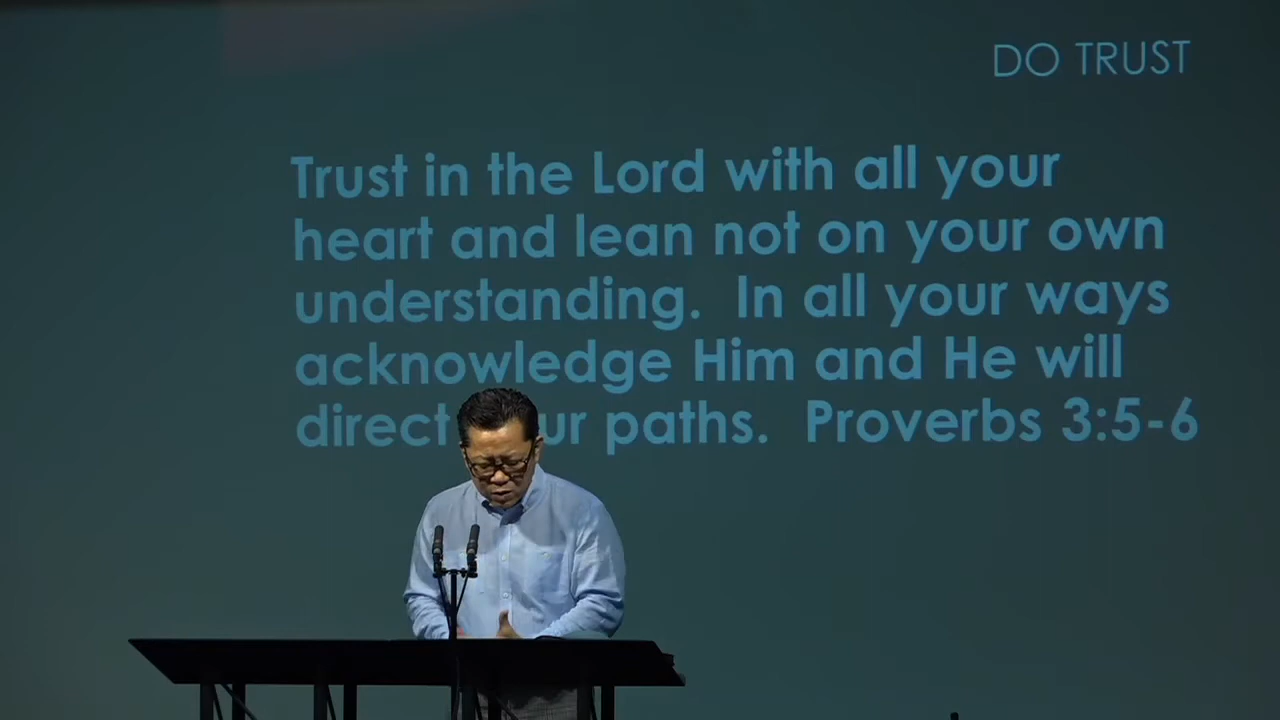 DO TRUST
Trust in the Lord with all your
heart and lean not on your own
understanding. In all your ways
acknowledge Him and He will
direct ur paths. Proverbs 3:5-6